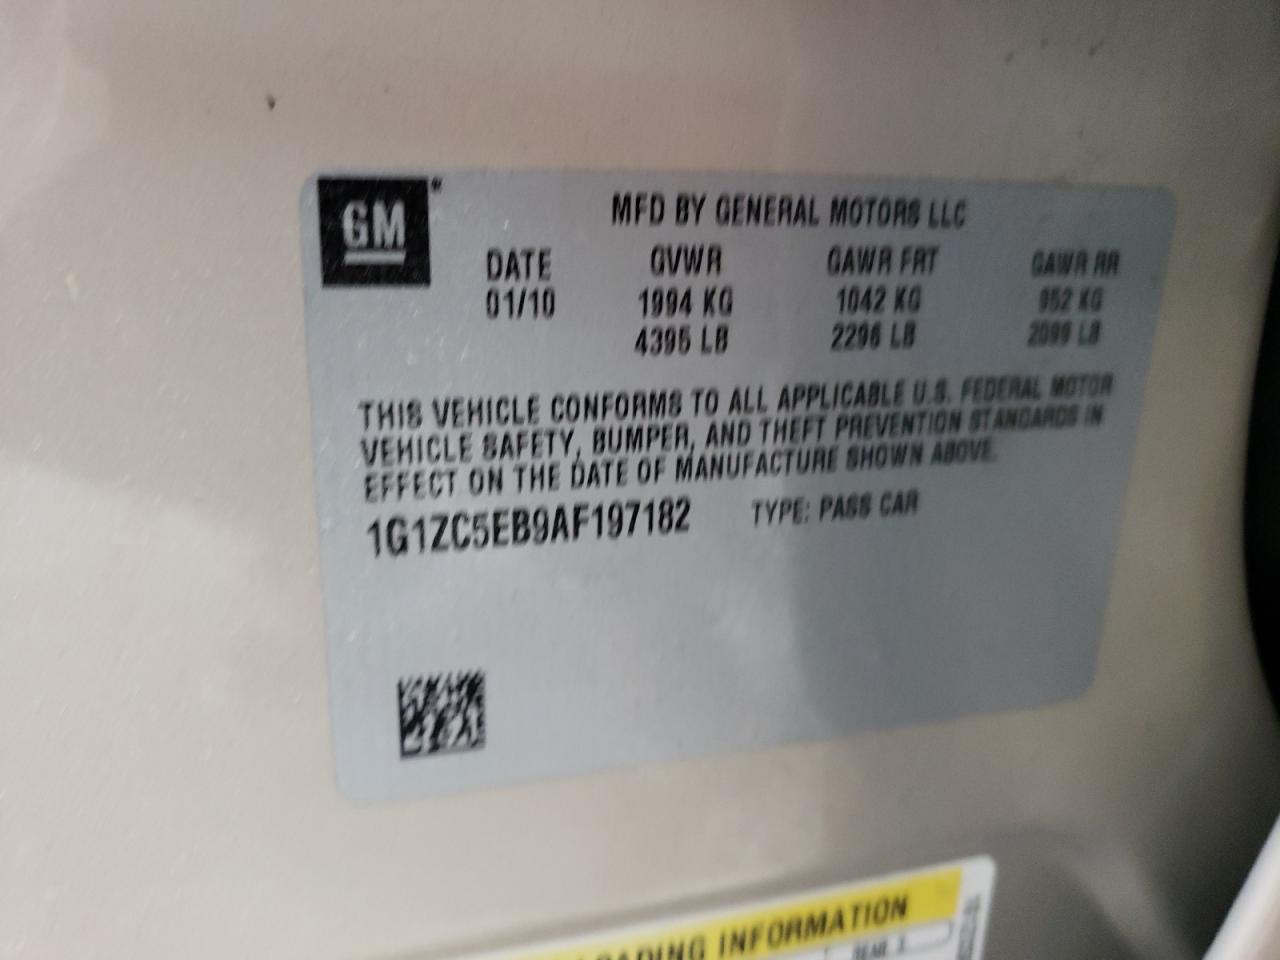 GM
MFD BY GENERAL MOTORS LLC
DATE GVWR GAWR FRT GAWR RR
01/10 1994 KG 1042 KG 952 KG
4395 LB 2296 LB 2099 LB
THIS VEHICLE CONFORMS TO ALL APPLICABLE U.S. FEDERAL MOTOR
VEHICLE SAFETY, BUMPER, AND THEFT PREVENTION STANDARDS IN
EFFECT ON THE DATE OF MANUFACTURE SHOWN ABOVE.
1G1ZC5EB9AF197182 TYPE: PASS CAR
INFORMATION
REAR